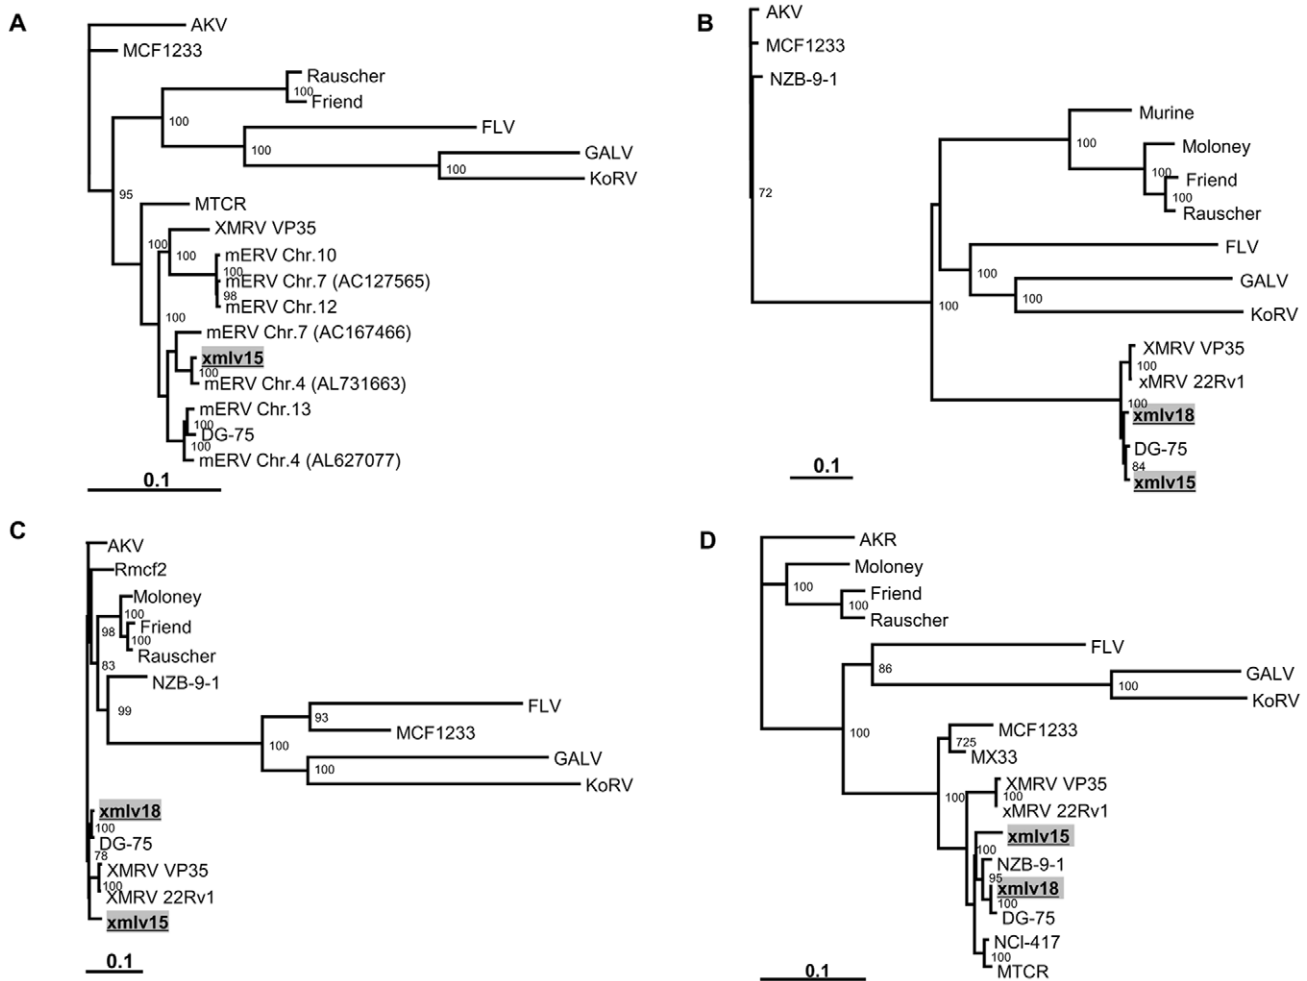 A
AKV
MCF1233
Rauscher
100
Friend
100
FLV
100
GALV
100
KoRV
95
MTCR
XMRV VP35
100
100
mERV Chr.10
100
mERV Chr.7 (AC127565)
98
mERV Chr.12
100
mERV Chr.7 (AC167466)
xmlv15
100
mERV Chr.4 (AL731663)
mERV Chr.13
100
DG-75
100
mERV Chr.4 (AL627077)
0.1
B
AKV
MCF1233
NZB-9-1
Murine
100
Moloney
100
Friend
100
Rauscher
72
FLV
100
GALV
100
KoRV
100
XMRV VP35
100
xMRV 22Rv1
100
xmlv18
DG-75
84
xmlv15
0.1
C
AKV
Rmcf2
Moloney
100
Friend
98
100
Rauscher
83
NZB-9-1
99
FLV
93
MCF1233
100
GALV
100
KoRV
xmlv18
100
DG-75
78
XMRV VP35
100
XMRV 22Rv1
xmlv15
0.1
D
AKR
Moloney
100
Friend
100
Rauscher
FLV
86
GALV
100
KoRV
100
MCF1233
725
MX33
XMRV VP35
100
100
xMRV 22Rv1
xmlv15
100
NZB-9-1
95
xmlv18
100
DG-75
NCI-417
100
MTCR
0.1